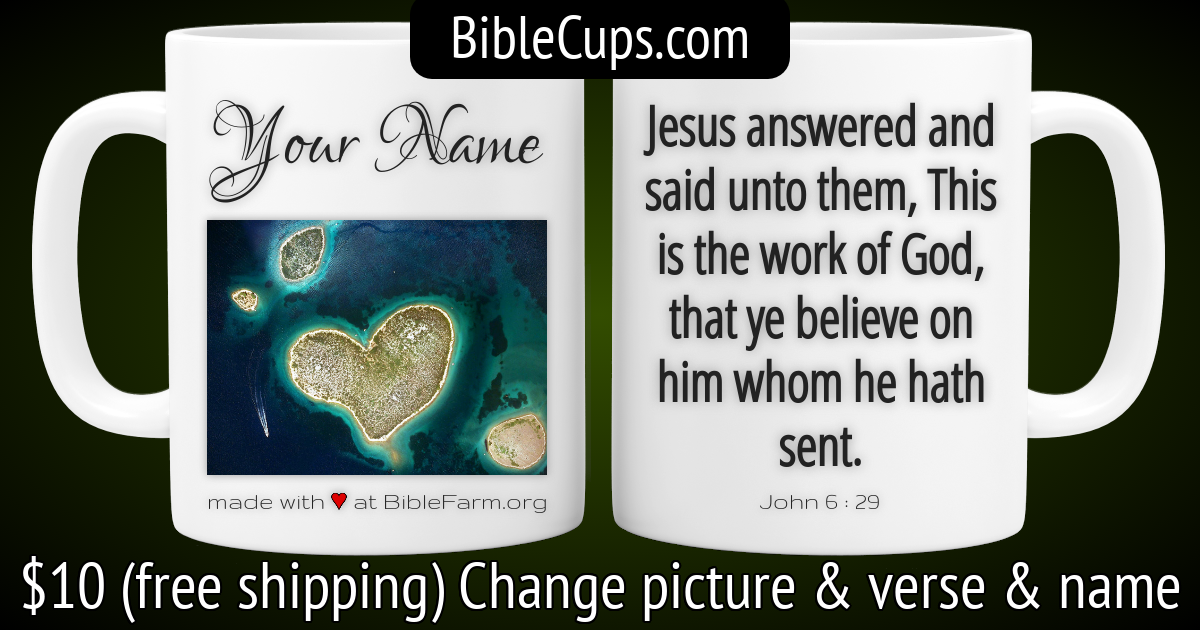 BibleCups.com
Your Name
made with ♥ at BibleFarm.org
Jesus answered and
said unto them, This
is the work of God,
that ye believe on
him whom he hath
sent.
John 6 : 29
$10 (free shipping) Change picture & verse & name